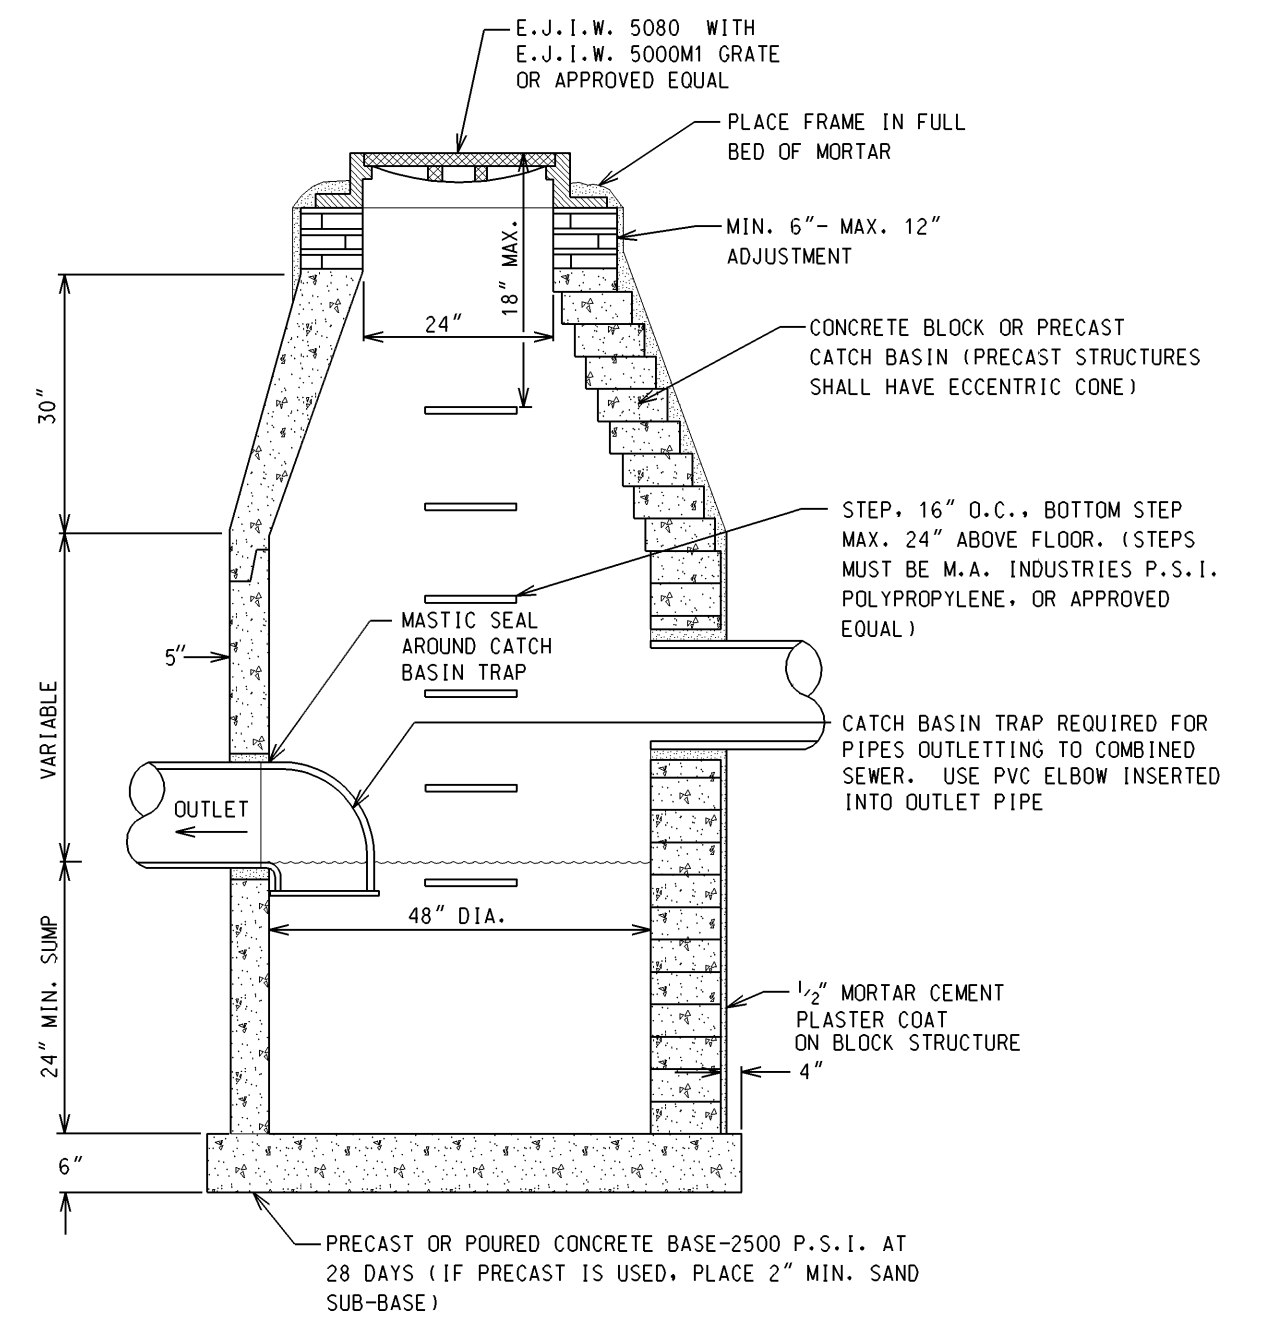 E.J.I.W. 5080 WITH
E.J.I.W. 5000M1 GRATE
OR APPROVED EQUAL
PLACE FRAME IN FULL
BED OF MORTAR
MIN. 6"- MAX. 12"
ADJUSTMENT
18" MAX.
24"
CONCRETE BLOCK OR PRECAST
CATCH BASIN (PRECAST STRUCTURES
SHALL HAVE ECCENTRIC CONE)
30"
STEP, 16" O.C., BOTTOM STEP
MAX. 24" ABOVE FLOOR. (STEPS
MUST BE M.A. INDUSTRIES P.S.I.
POLYPROPYLENE, OR APPROVED
EQUAL)
MASTIC SEAL
AROUND CATCH
BASIN TRAP
5"
VARIABLE
CATCH BASIN TRAP REQUIRED FOR
PIPES OUTLETTING TO COMBINED
SEWER. USE PVC ELBOW INSERTED
INTO OUTLET PIPE
OUTLET
48" DIA.
24" MIN. SUMP
1/2" MORTAR CEMENT
PLASTER COAT
ON BLOCK STRUCTURE
4"
6"
PRECAST OR POURED CONCRETE BASE-2500 P.S.I. AT
28 DAYS (IF PRECAST IS USED, PLACE 2" MIN. SAND
SUB-BASE)